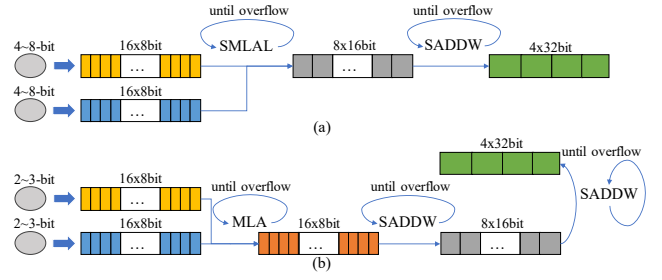 until overflow
until overflow
4~8-bit
16x8bit
SMLAL
8x16bit
SADDW
4x32bit
...
...
4~8-bit
16x8bit
...
(a)
4x32bit
until overflow
2~3-bit
16x8bit
until overflow
until overflow
SADDW
...
2~3-bit
16x8bit
MLA
16x8bit
SADDW
8x16bit
...
...
...
(b)